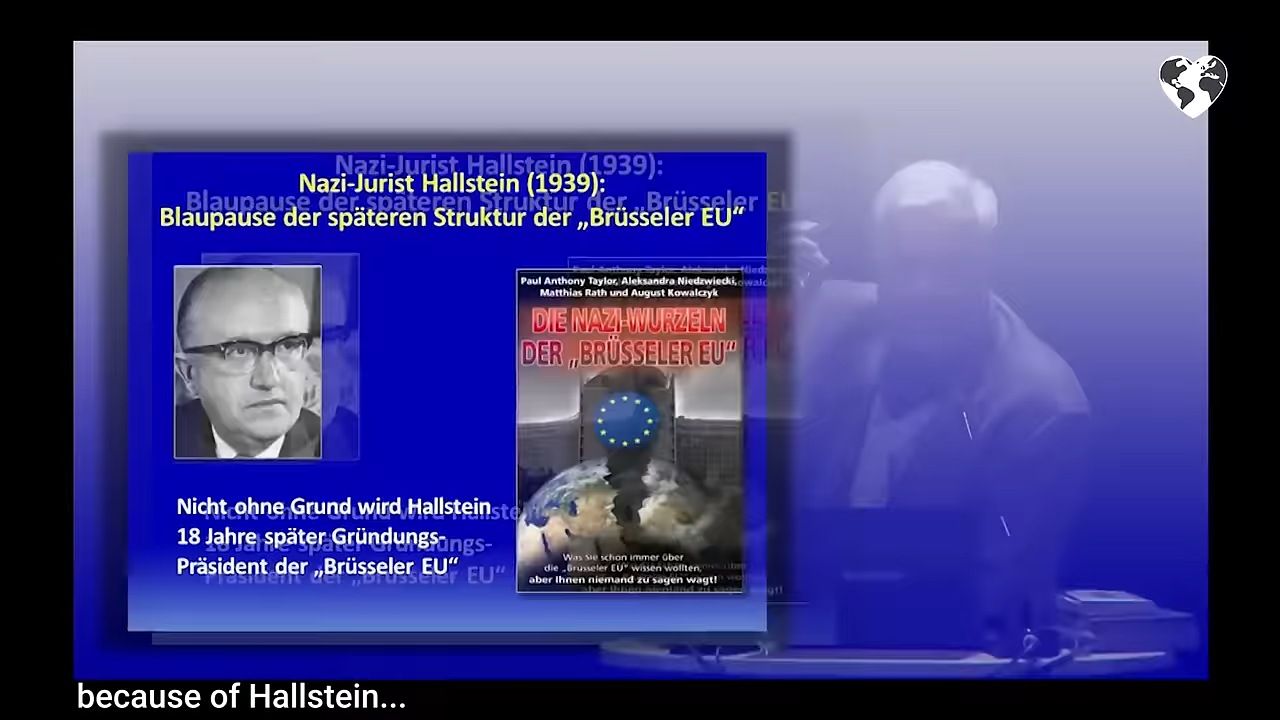 Nazi-Jurist Hallstein (1939):
Blaupause der späteren Struktur der „Brüsseler EU“
Paul Anthony Taylor, Aleksandra Niedzwiecki,
Matthias Rath und August Kowalczyk
DIE NAZI-WURZELN
DER „BRÜSSELER EU“
Nicht ohne Grund wird Hallstein
18 Jahre später Gründungs-
Präsident der „Brüsseler EU“
Was Sie schon immer über
die „Brüsseler EU“ wissen wollten,
aber Ihnen niemand zu sagen wagt!
because of Hallstein...